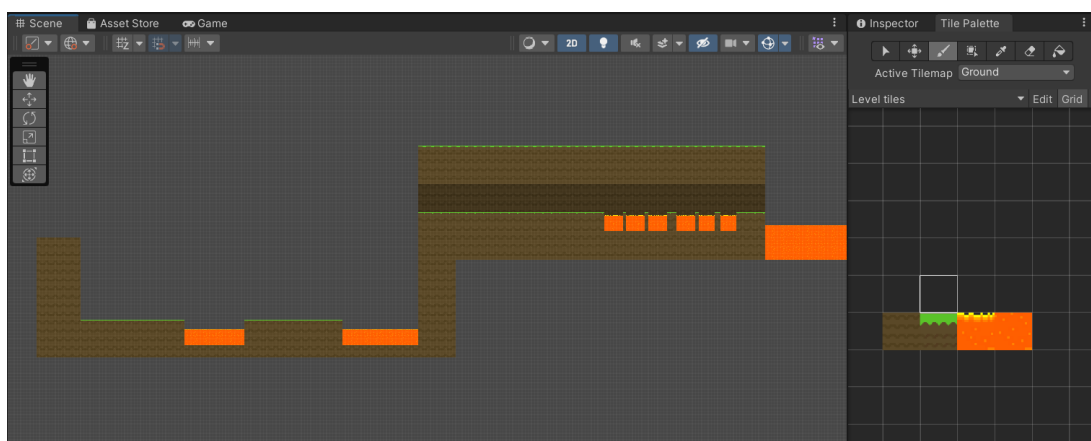 Scene Asset Store Game
Inspector Tile Palette
2D
Active Tilemap Ground
Level tiles Edit Grid